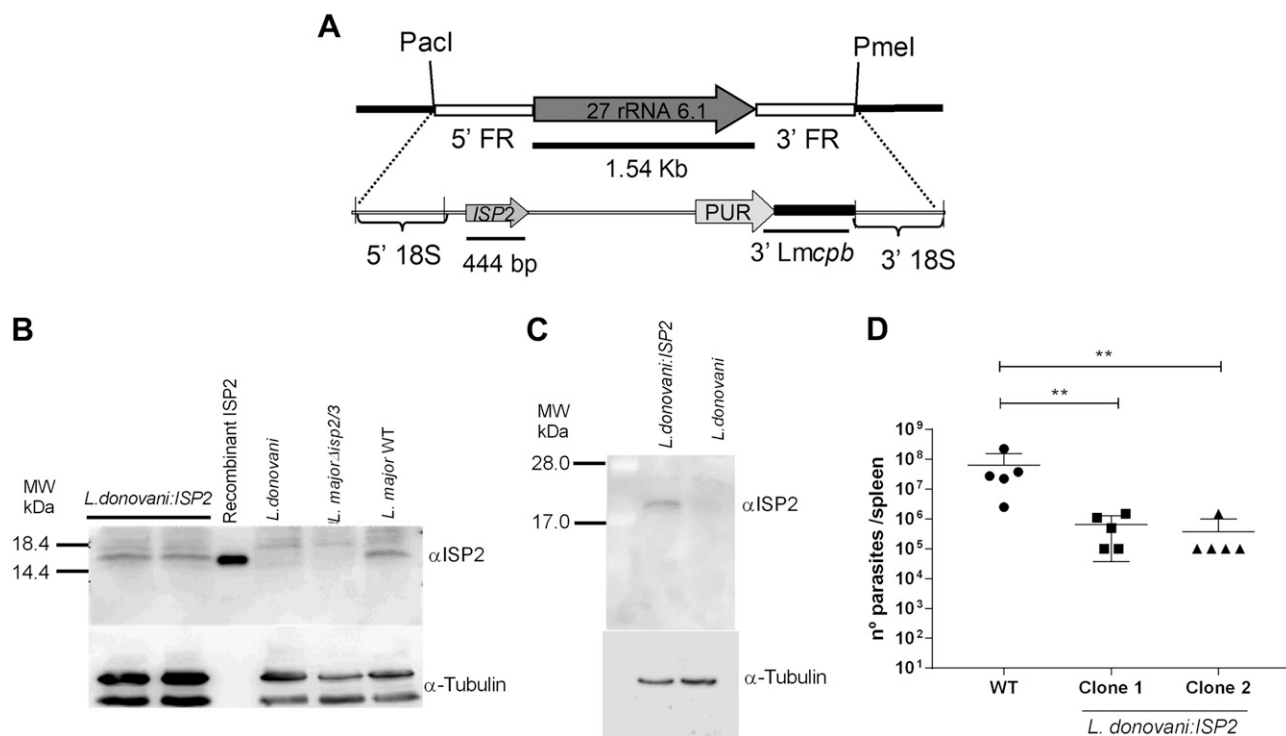 A
PacI
PmeI
27 rRNA 6.1
5’ FR
3’ FR
1.54 Kb
ISP2
PUR
5’ 18S
444 bp
3’ Lmcpb
3’ 18S
B
MW
kDa
L.donovani:ISP2
Recombinant ISP2
L.donovani
L. major∆isp2/3
L. major WT
18.4
14.4
αISP2
α-Tubulin
C
MW
kDa
L.donovani:ISP2
L.donovani
28.0
17.0
αISP2
α-Tubulin
D
**
**
nº parasites /spleen
10⁹
10⁸
10⁷
10⁶
10⁵
10⁴
10³
10²
10¹
WT
Clone 1
Clone 2
L. donovani:ISP2